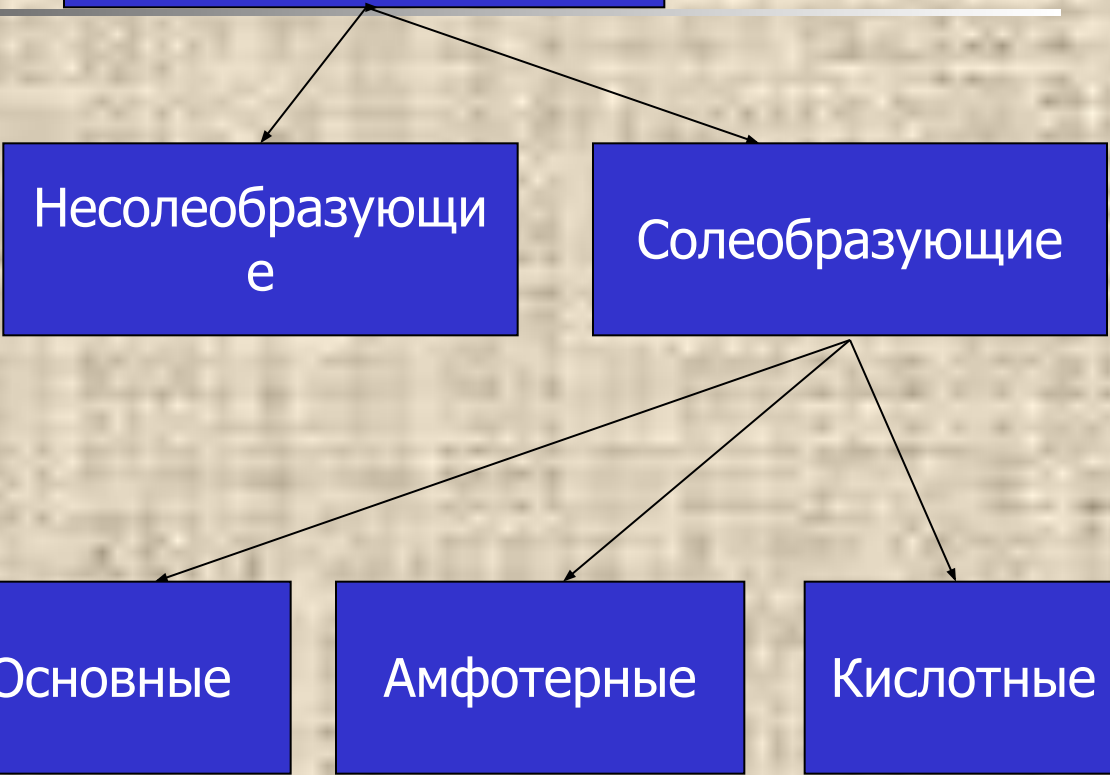 Несолеобразующи
е
Солеобразующие
Основные
Амфотерные
Кислотные